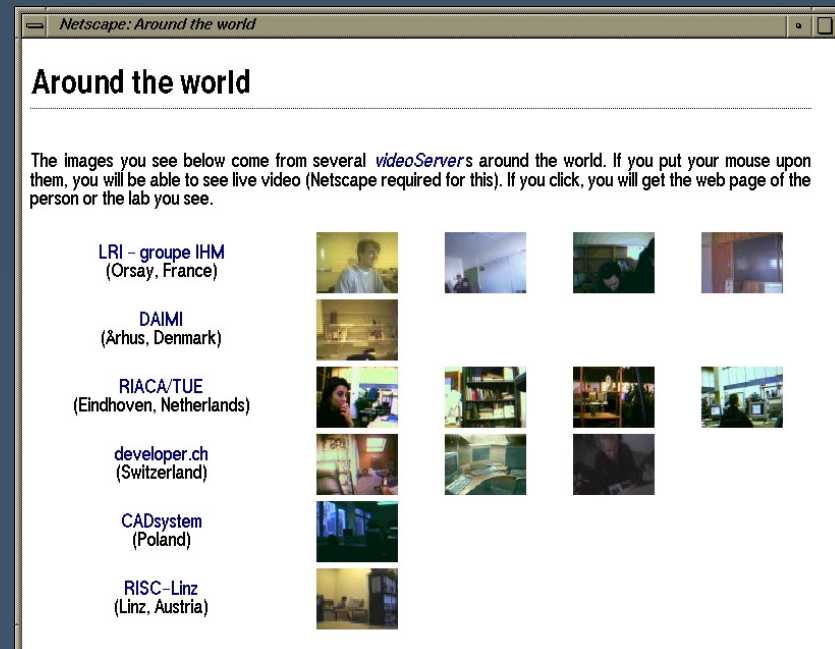 Netscape: Around the world
Around the world
The images you see below come from several videoServers around the world. If you put your mouse upon
them, you will be able to see live video (Netscape required for this). If you click, you will get the web page of the
person or the lab you see.
LRI – groupe IHM
(Orsay, France)
DAIMI
(Århus, Denmark)
RIACA/TUE
(Eindhoven, Netherlands)
developer.ch
(Switzerland)
CADsystem
(Poland)
RISC–Linz
(Linz, Austria)